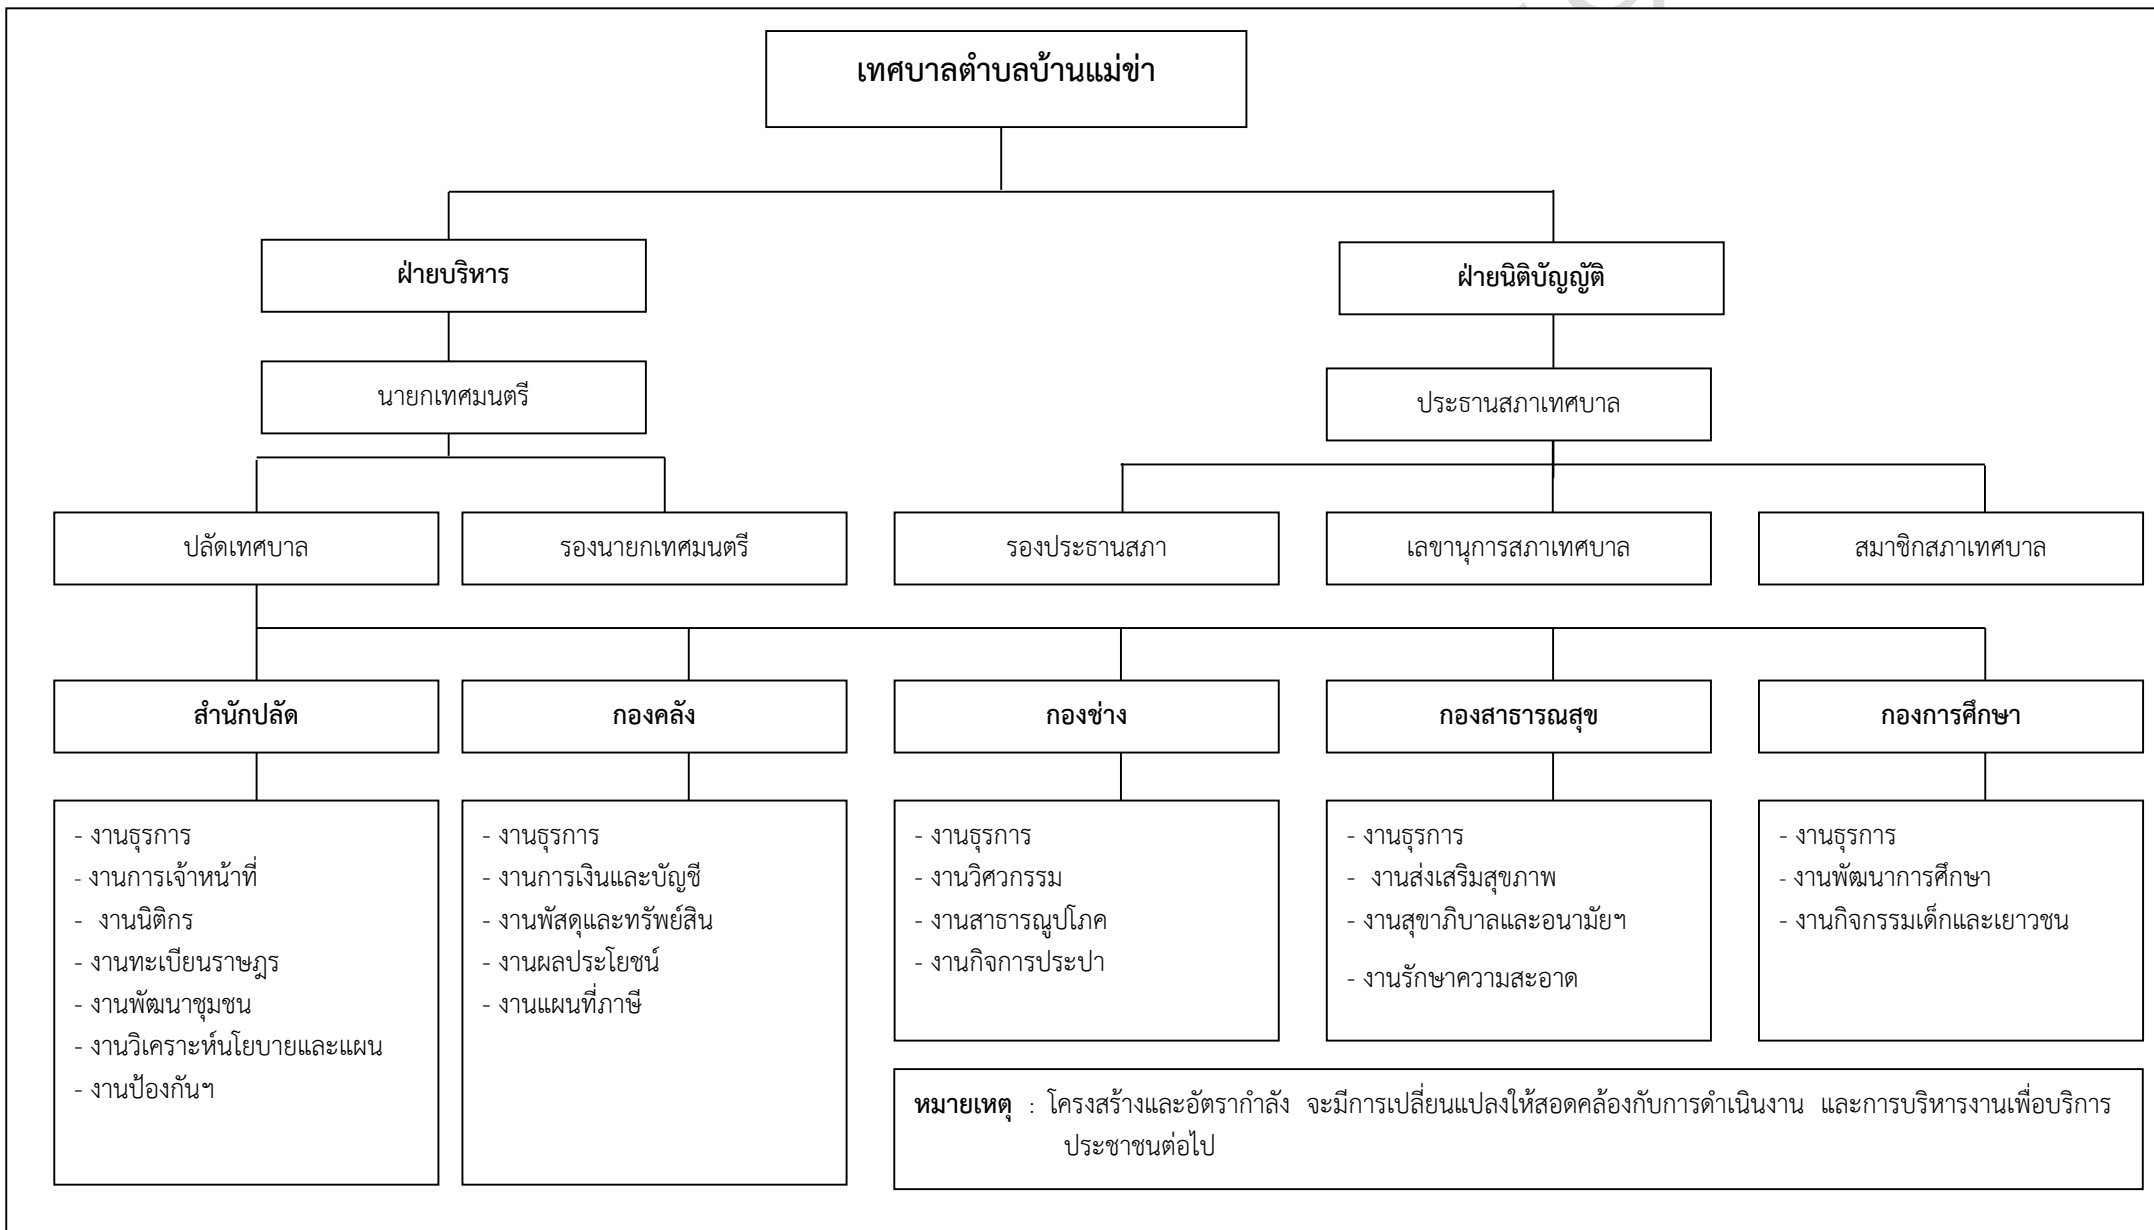 เทศบาลตำบลบ้านแม่ข่า
ฝ่ายบริหาร
ฝ่ายนิติบัญญัติ
นายกเทศมนตรี
ประธานสภาเทศบาล
ปลัดเทศบาล
รองนายกเทศมนตรี
รองประธานสภา
เลขานุการสภาเทศบาล
สมาชิกสภาเทศบาล
สำนักปลัด
กองคลัง
กองช่าง
กองสาธารณสุข
กองการศึกษา
- งานธุรการ
- งานการเจ้าหน้าที่
- งานนิติกร
- งานทะเบียนราษฎร
- งานพัฒนาชุมชน
- งานวิเคราะห์นโยบายและแผน
- งานป้องกันฯ
- งานธุรการ
- งานการเงินและบัญชี
- งานพัสดุและทรัพย์สิน
- งานผลประโยชน์
- งานแผนที่ภาษี
- งานธุรการ
- งานวิศวกรรม
- งานสาธารณูปโภค
- งานกิจการประปา
- งานธุรการ
- งานส่งเสริมสุขภาพ
- งานสุขาภิบาลและอนามัยฯ
- งานรักษาความสะอาด
- งานธุรการ
- งานพัฒนาการศึกษา
- งานกิจกรรมเด็กและเยาวชน
หมายเหตุ : โครงสร้างและอัตรากำลัง จะมีการเปลี่ยนแปลงให้สอดคล้องกับการดำเนินงาน และการบริหารงานเพื่อบริการ
ประชาชนต่อไป